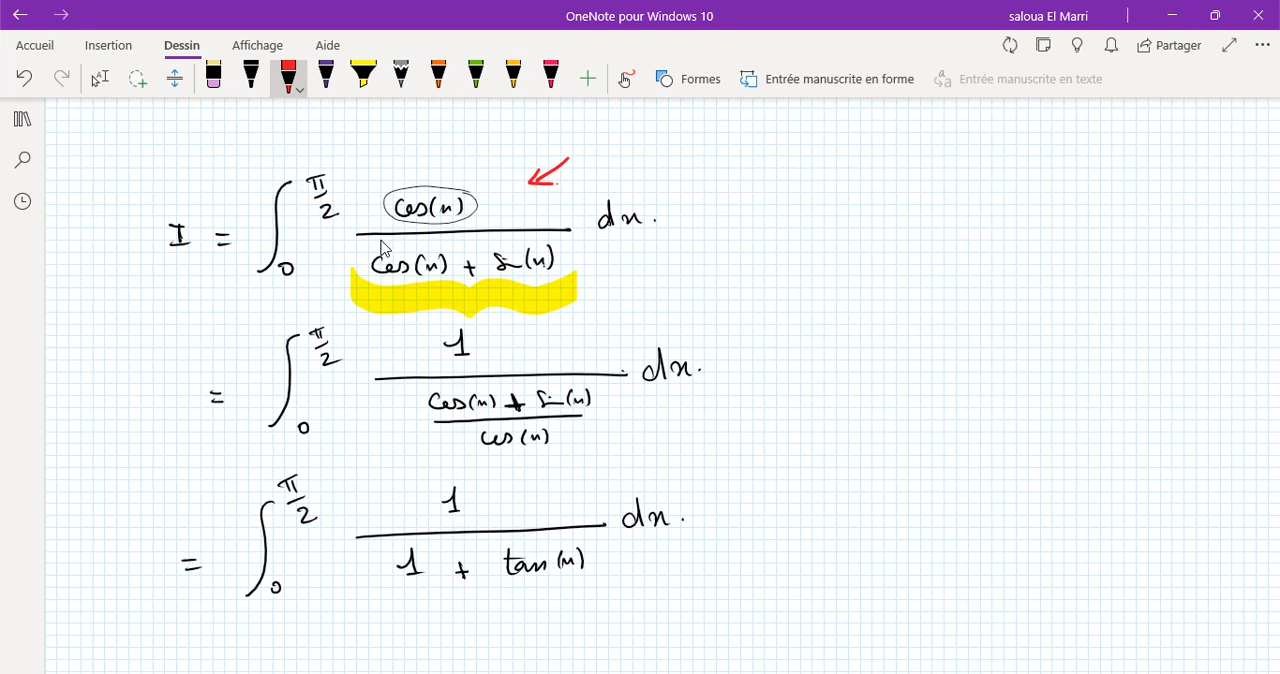 OneNote pour Windows 10
saloua El Marri
Accueil Insertion Dessin Affichage Aide
Partager
Formes Entrée manuscrite en forme Entrée manuscrite en texte
I = ∫₀^(π/2) cos(x) / (cos(x) + sin(x)) dx.
= ∫₀^(π/2) 1 / ((cos(x) + sin(x)) / cos(x)) dx.
= ∫₀^(π/2) 1 / (1 + tan(x)) dx.